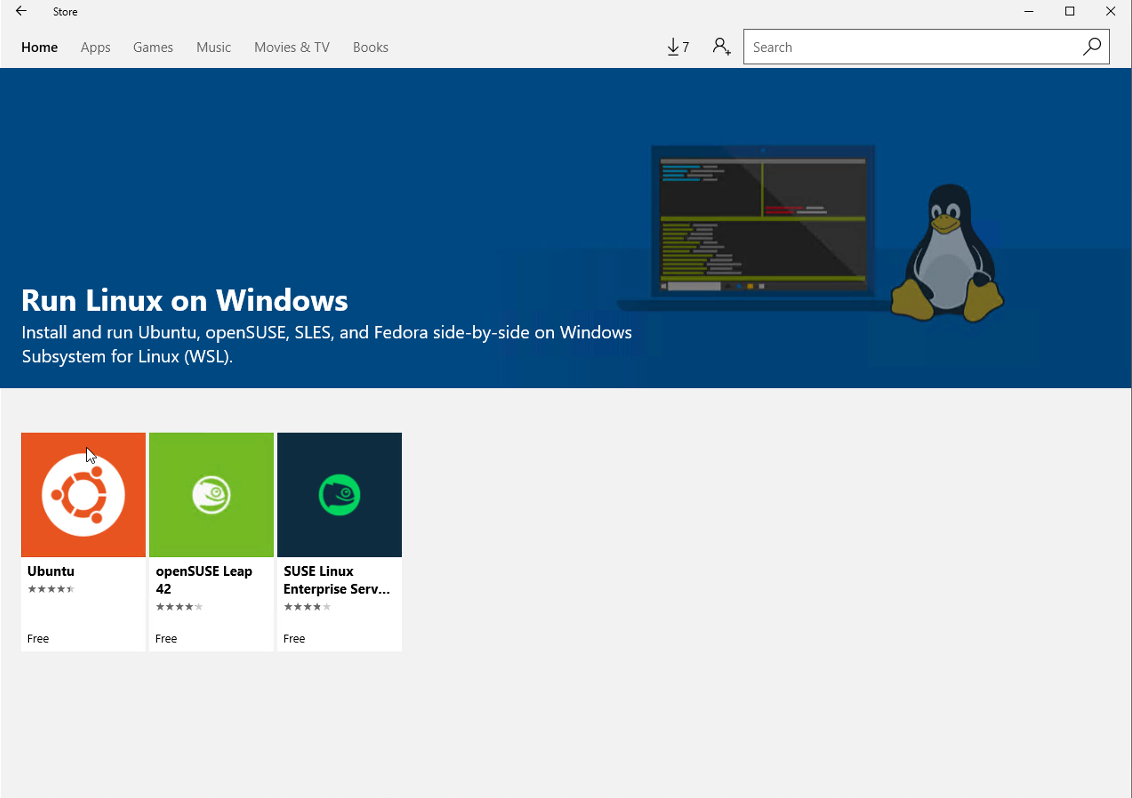 Store
Home Apps Games Music Movies & TV Books 7 Search
Run Linux on Windows
Install and run Ubuntu, openSUSE, SLES, and Fedora side-by-side on Windows
Subsystem for Linux (WSL).
Ubuntu
openSUSE Leap
42
SUSE Linux
Enterprise Serv...
Free
Free
Free